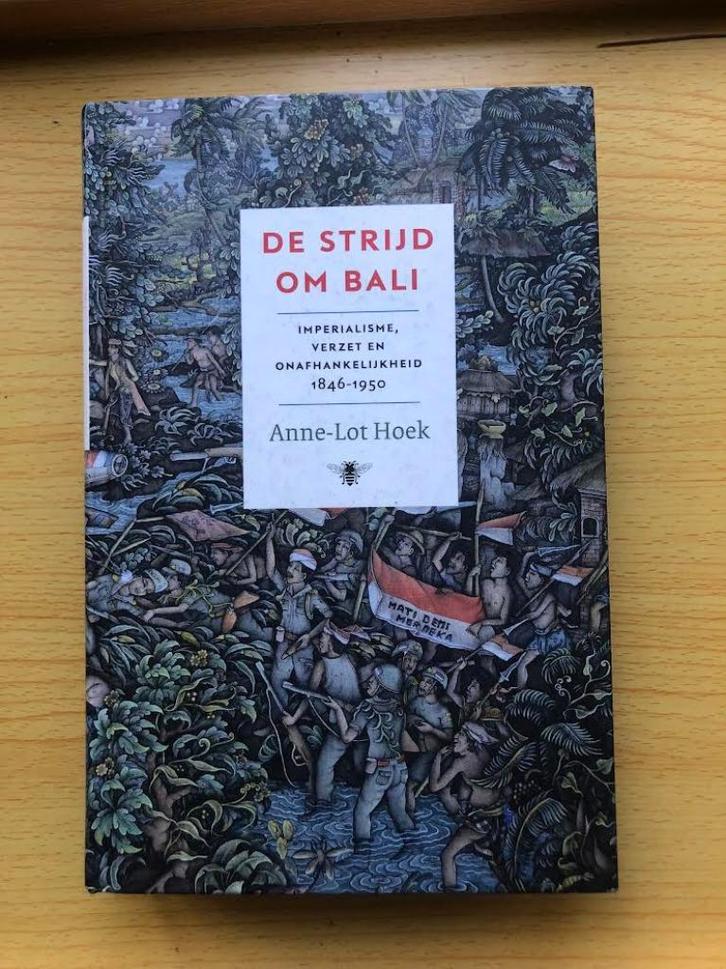 DE STRIJD
OM BALI
IMPERIALISME,
VERZET EN
ONAFHANKELIJKHEID
1846-1950
Anne-Lot Hoek
MATI DEMI
MERDEKA